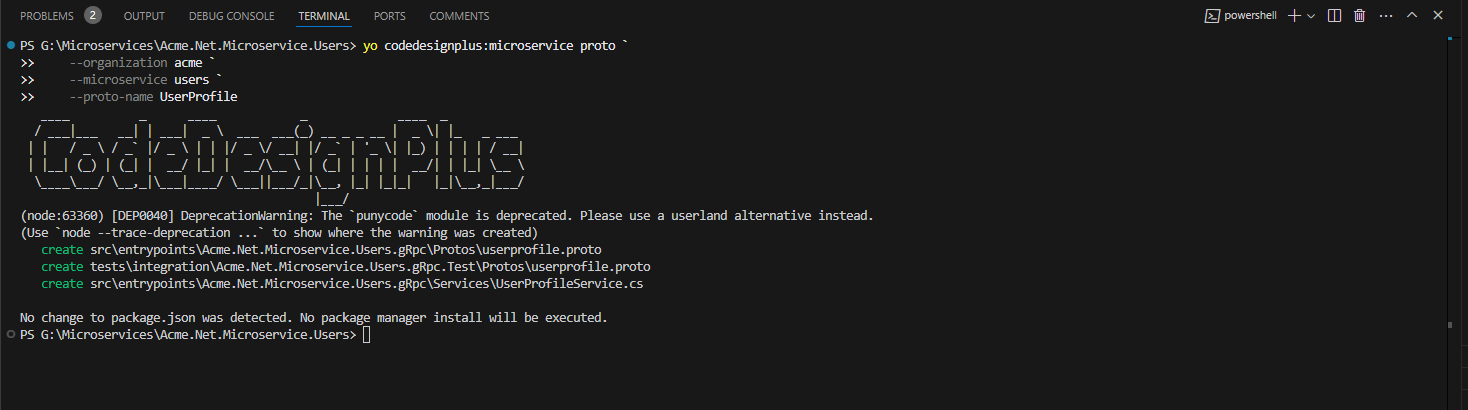 PROBLEMS 2 OUTPUT DEBUG CONSOLE TERMINAL PORTS COMMENTS powershell
PS G:\Microservices\Acme.Net.Microservice.Users> yo codedesignplus:microservice proto `
>>     --organization acme `
>>     --microservice users `
>>     --proto-name UserProfile
CodeDesignPlus
(node:63360) [DEP0040] DeprecationWarning: The `punycode` module is deprecated. Please use a userland alternative instead.
(Use `node --trace-deprecation ...` to show where the warning was created)
   create src\entrypoints\Acme.Net.Microservice.Users.gRpc\Protos\userprofile.proto
   create tests\integration\Acme.Net.Microservice.Users.gRpc.Test\Protos\userprofile.proto
   create src\entrypoints\Acme.Net.Microservice.Users.gRpc\Services\UserProfileService.cs
No change to package.json was detected. No package manager install will be executed.
PS G:\Microservices\Acme.Net.Microservice.Users>